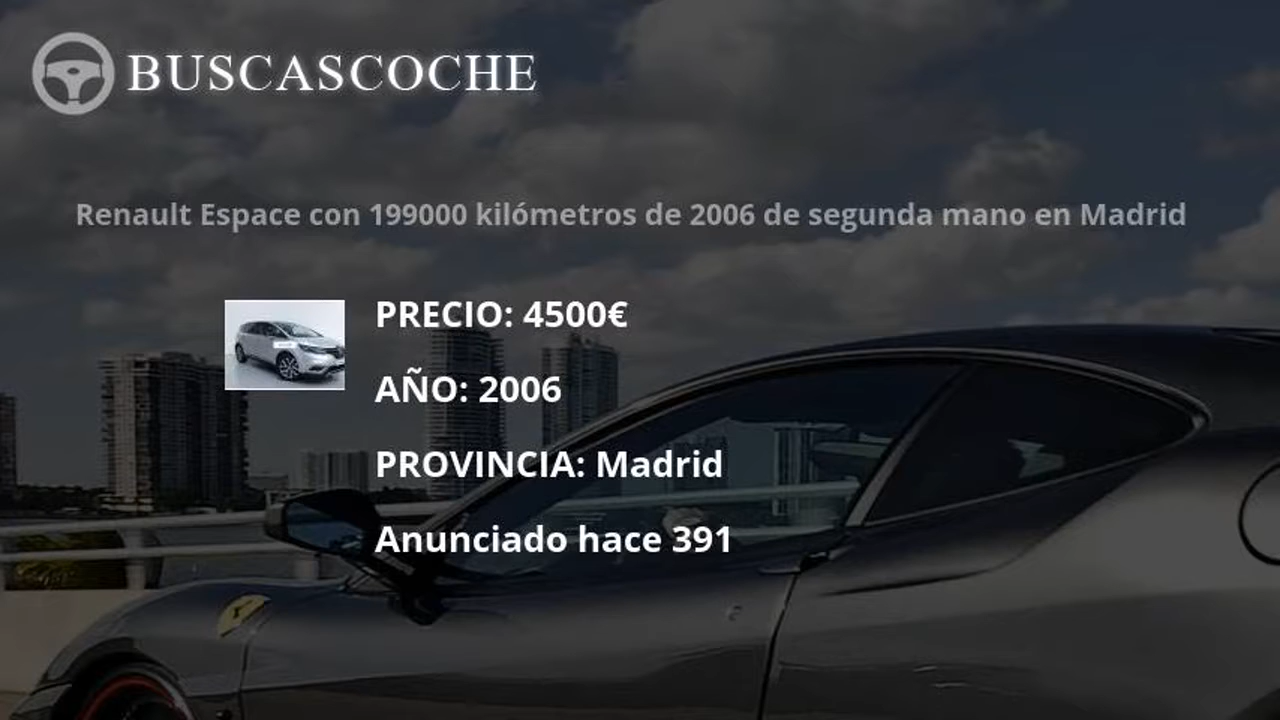 BUSCASCOCHE
Renault Espace con 199000 kilómetros de 2006 de segunda mano en Madrid
PRECIO: 4500€
AÑO: 2006
PROVINCIA: Madrid
Anunciado hace 391